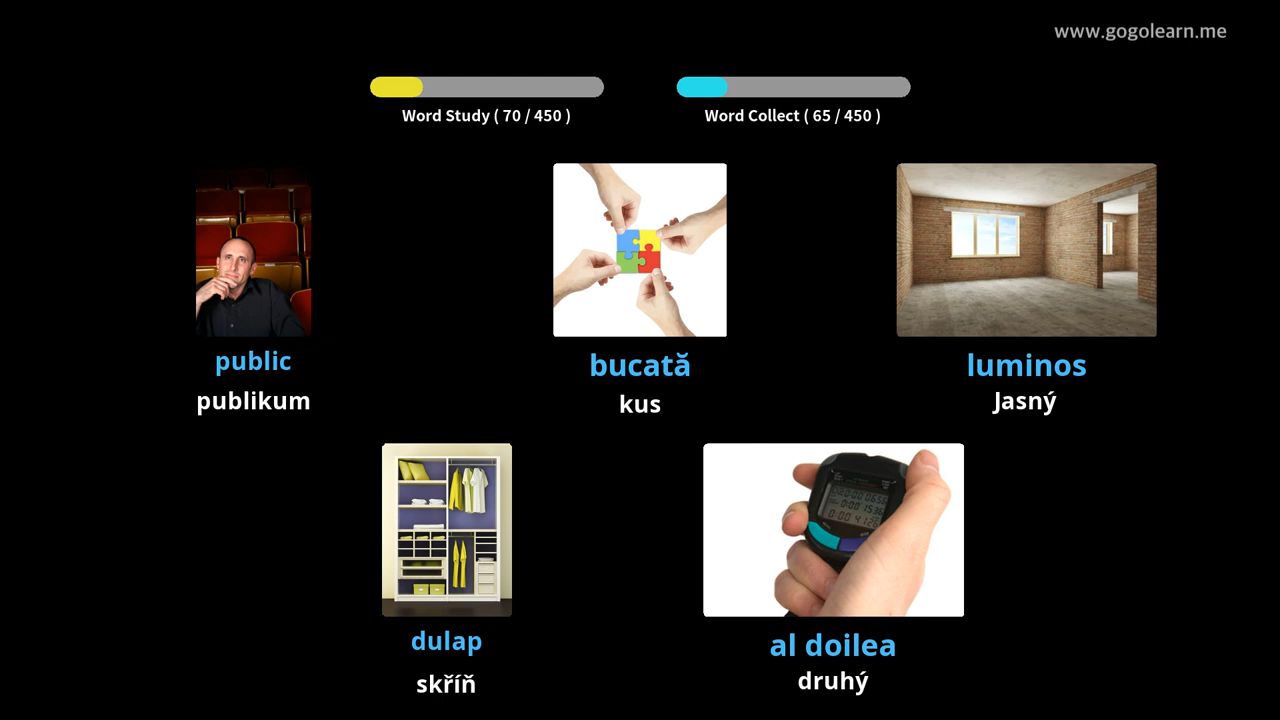 www.gogolearn.me
Word Study ( 70 / 450 )
Word Collect ( 65 / 450 )
public
publikum
bucată
kus
luminos
Jasný
dulap
skříň
al doilea
druhý